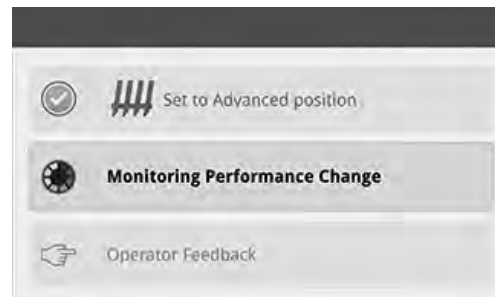 Set to Advanced position
Monitoring Performance Change
Operator Feedback